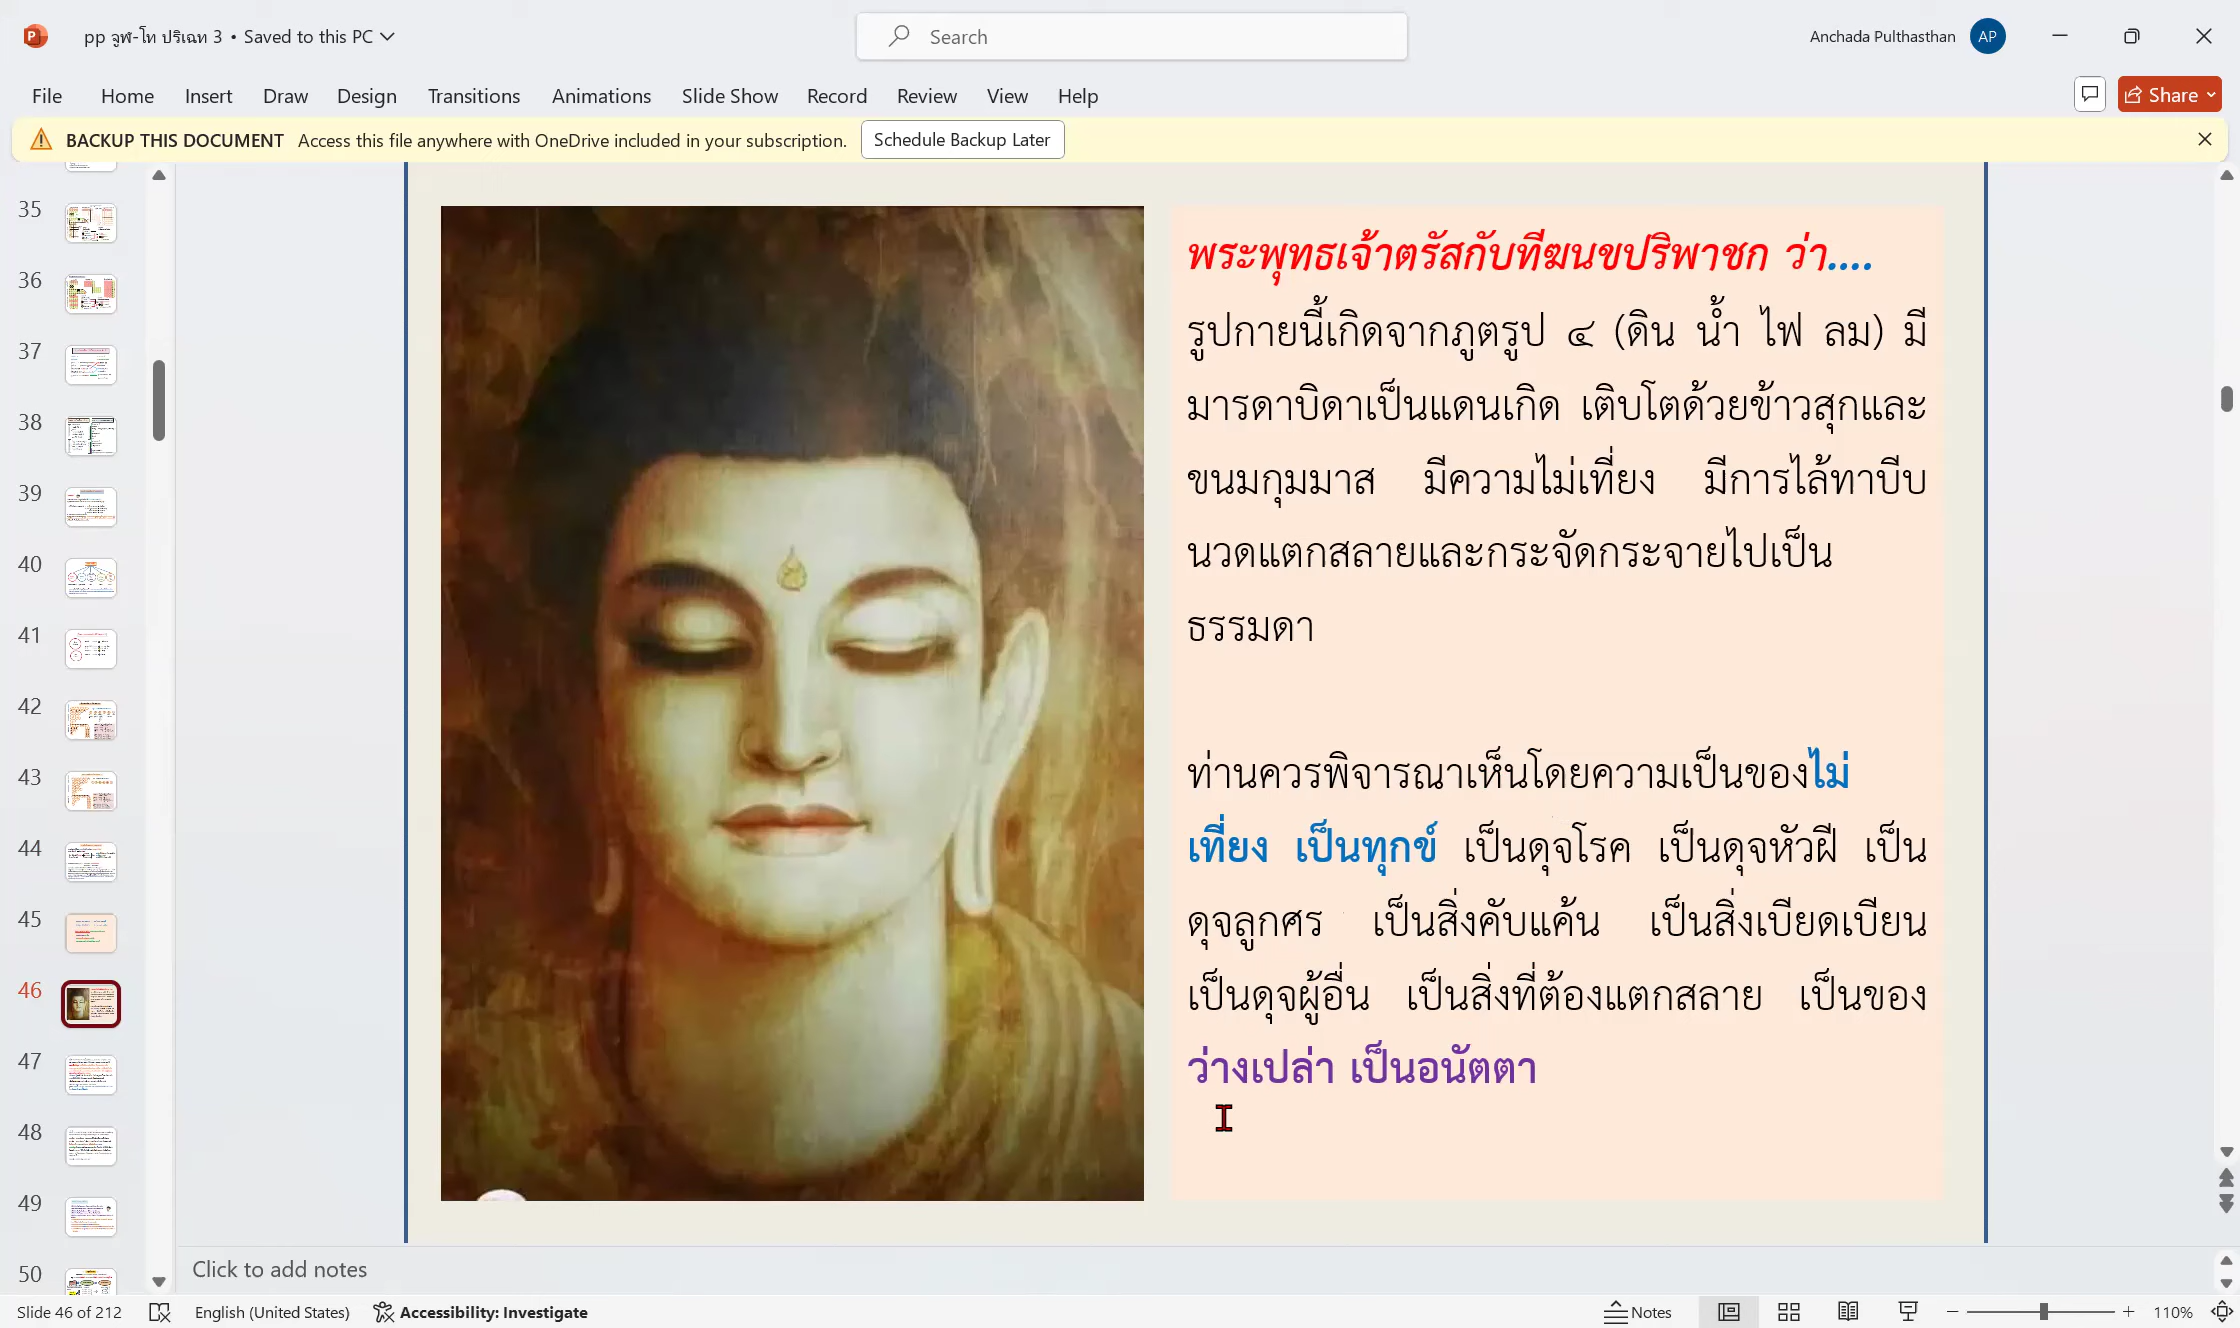 pp จูฬ-โท ปริเฉท 3 • Saved to this PC
Search
Anchada Pulthasthan
AP
File Home Insert Draw Design Transitions Animations Slide Show Record Review View Help
Share
BACKUP THIS DOCUMENT Access this file anywhere with OneDrive included in your subscription. Schedule Backup Later
35
36
37
38
39
40
41
42
43
44
45
46
47
48
49
50
พระพุทธเจ้าตรัสกับทีฆนขปริพาชก ว่า....
รูปกายนี้เกิดจากภูตรูป ๔ (ดิน น้ำ ไฟ ลม) มี
มารดาบิดาเป็นแดนเกิด เติบโตด้วยข้าวสุกและ
ขนมกุมมาส มีความไม่เที่ยง มีการไล้ทาบีบ
นวดแตกสลายและกระจัดกระจายไปเป็น
ธรรมดา
ท่านควรพิจารณาเห็นโดยความเป็นของไม่
เที่ยง เป็นทุกข์ เป็นดุจโรค เป็นดุจหัวฝี เป็น
ดุจลูกศร เป็นสิ่งคับแค้น เป็นสิ่งเบียดเบียน
เป็นดุจผู้อื่น เป็นสิ่งที่ต้องแตกสลาย เป็นของ
ว่างเปล่า เป็นอนัตตา
Click to add notes
Slide 46 of 212 English (United States) Accessibility: Investigate Notes 110%